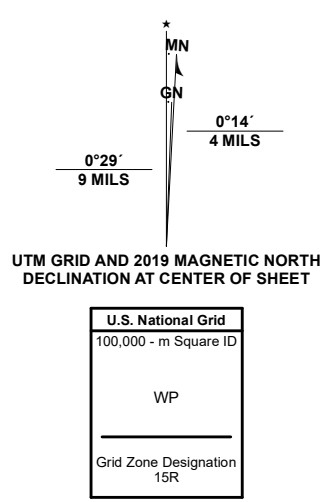 ★
MN
GN
0°14´
4 MILS
0°29´
9 MILS
UTM GRID AND 2019 MAGNETIC NORTH
DECLINATION AT CENTER OF SHEET
U.S. National Grid
100,000 - m Square ID
WP
Grid Zone Designation
15R